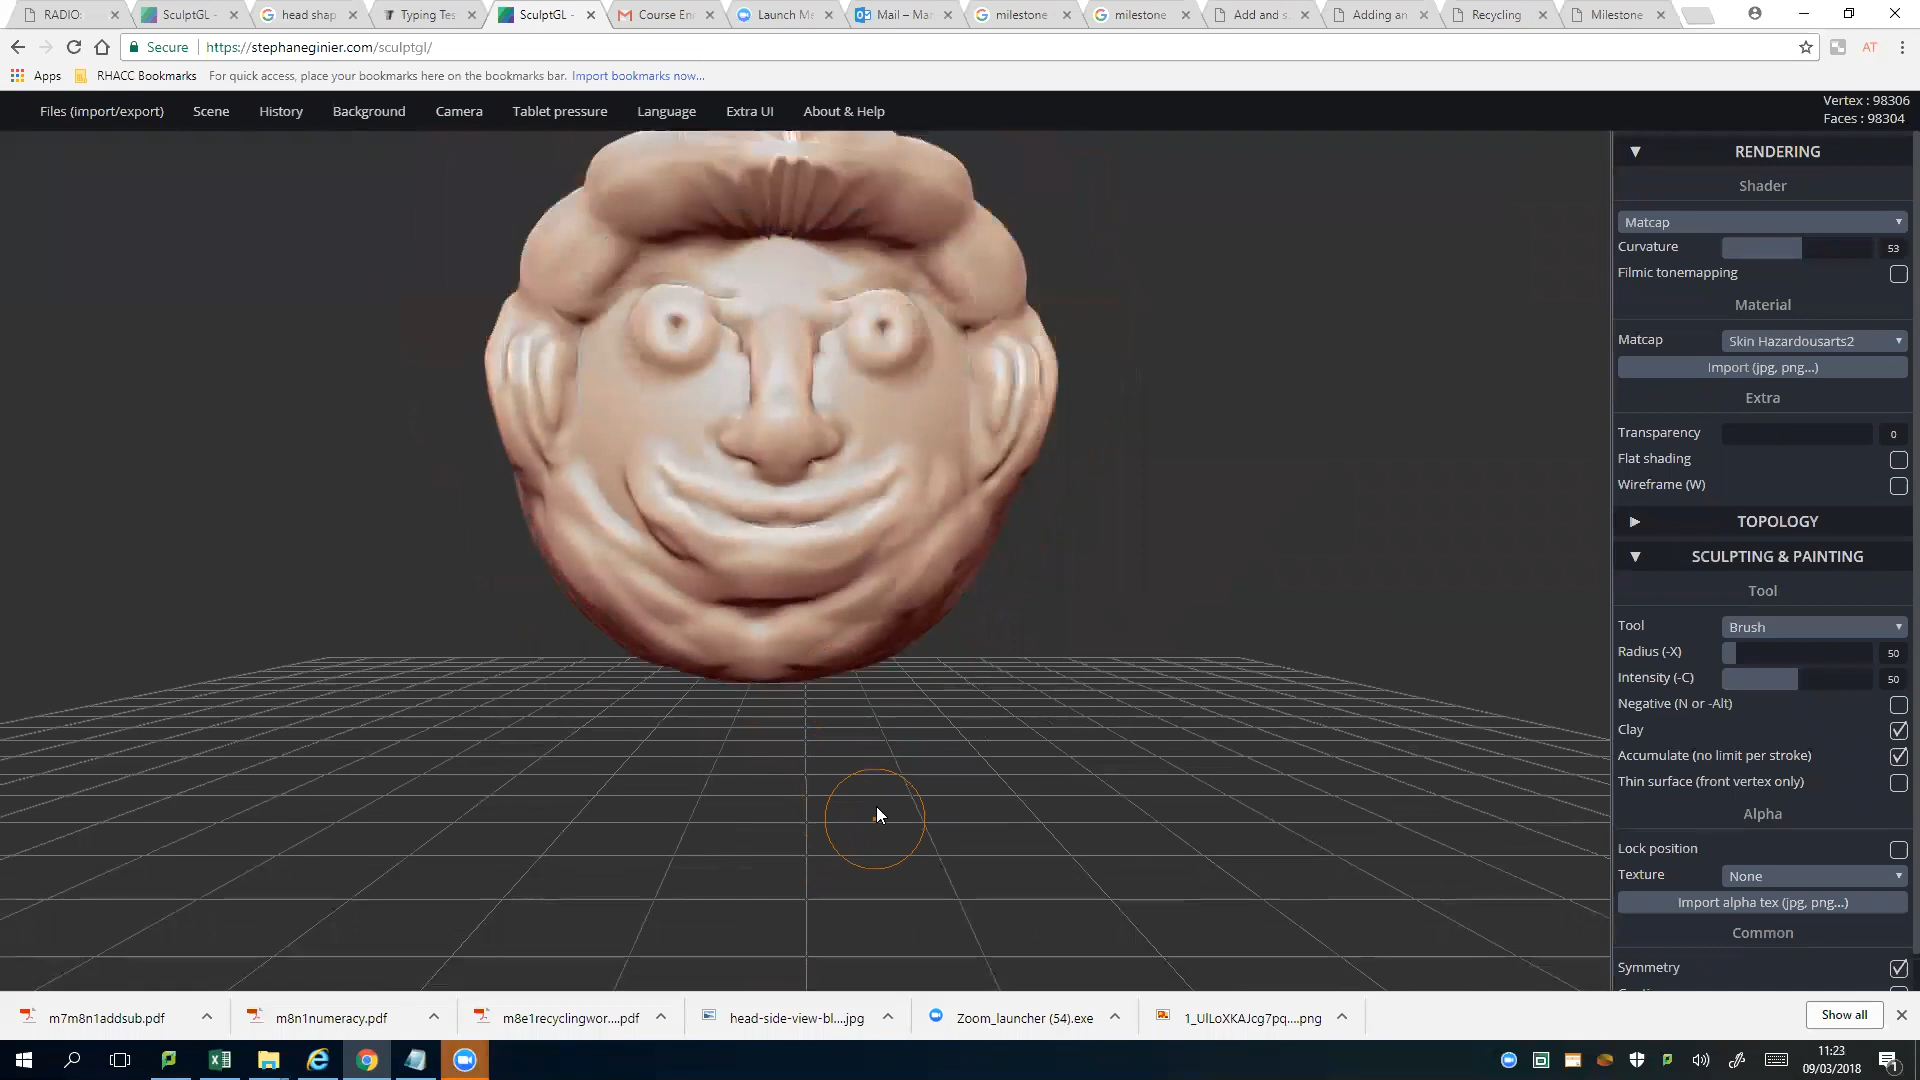 RADIO:
SculptGL -
head shap
Typing Tes
SculptGL -
Course Enr
Launch Me
Mail – Mar
milestone
milestone
Add and s
Adding an
Recycling
Milestone
Secure
https://stephaneginier.com/sculptgl/
AT
Apps
RHACC Bookmarks
For quick access, place your bookmarks here on the bookmarks bar. Import bookmarks now...
Files (import/export)
Scene
History
Background
Camera
Tablet pressure
Language
Extra UI
About & Help
Vertex : 98306
Faces : 98304
RENDERING
Shader
Matcap
Curvature 53
Filmic tonemapping
Material
Matcap Skin Hazardousarts2
Import (jpg, png...)
Extra
Transparency 0
Flat shading
Wireframe (W)
TOPOLOGY
SCULPTING & PAINTING
Tool
Tool Brush
Radius (-X) 50
Intensity (-C) 50
Negative (N or -Alt)
Clay
Accumulate (no limit per stroke)
Thin surface (front vertex only)
Alpha
Lock position
Texture None
Import alpha tex (jpg, png...)
Common
Symmetry
m7m8n1addsub.pdf
m8n1numeracy.pdf
m8e1recyclingwor....pdf
head-side-view-bl....jpg
Zoom_launcher (54).exe
1_UlLoXKAJcg7pq....png
Show all
11:23
09/03/2018
1